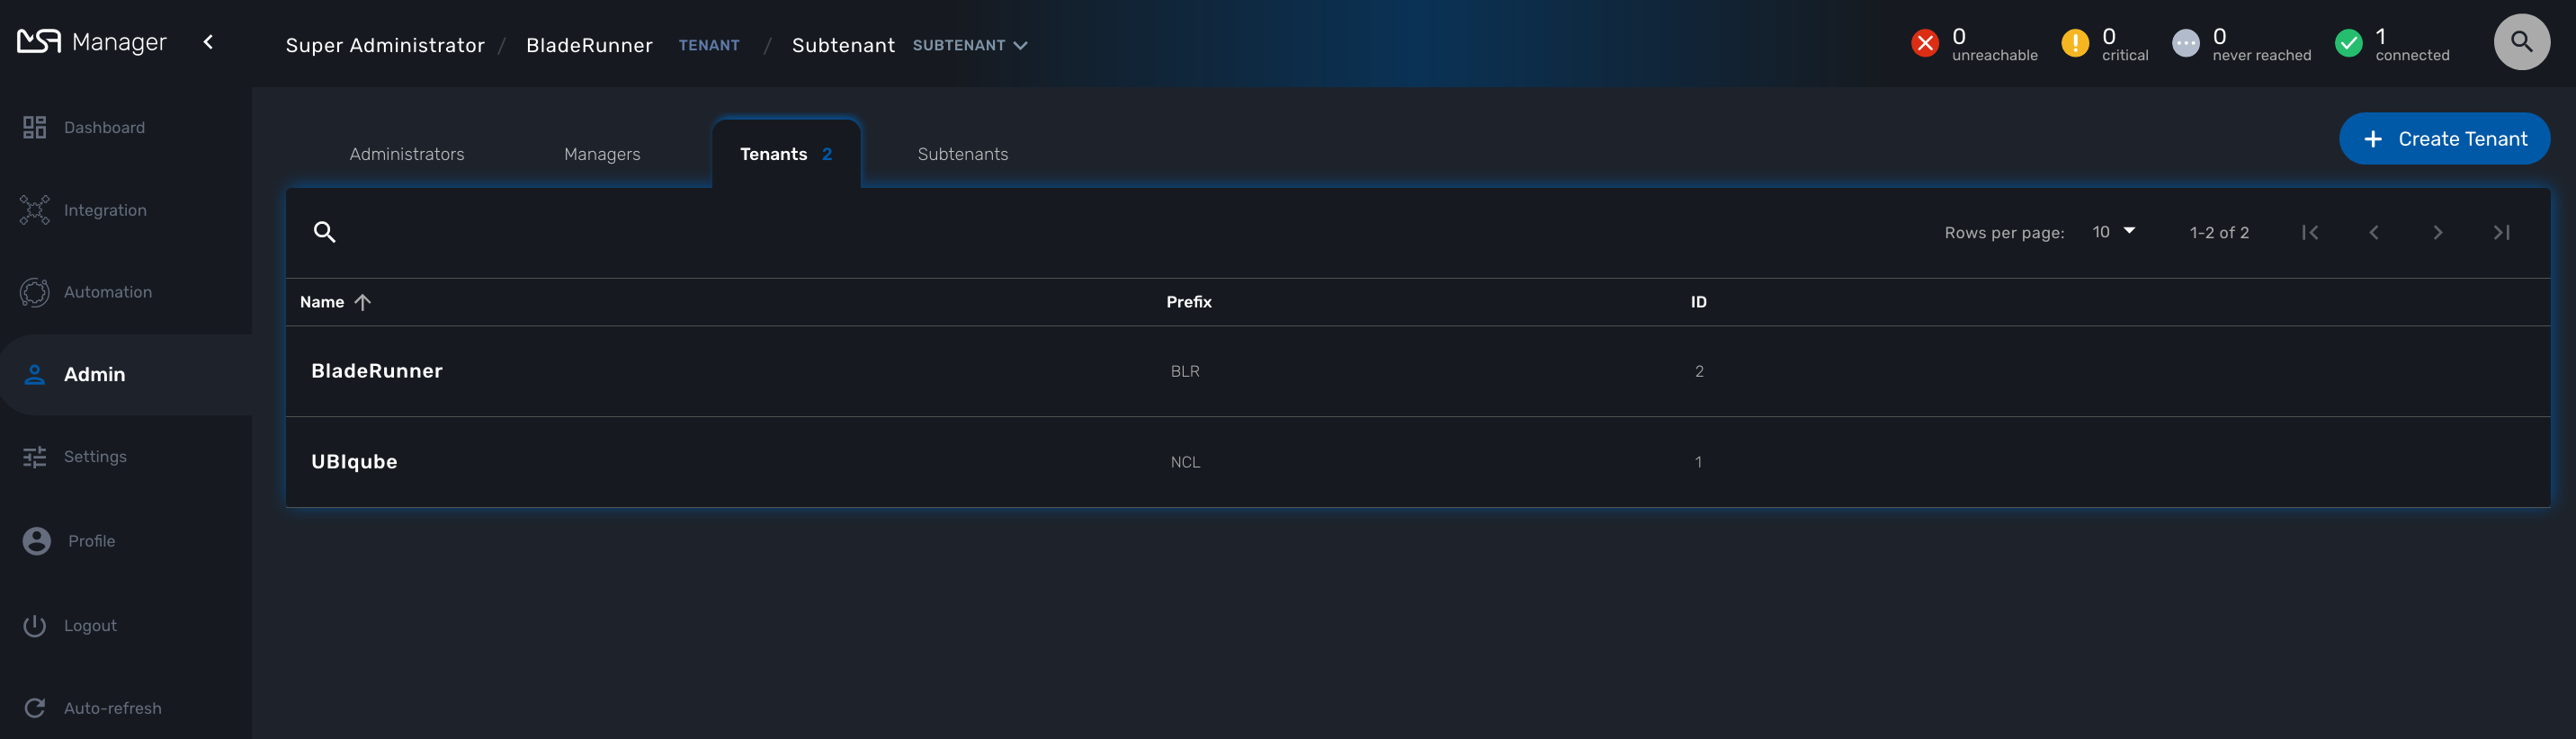 MSA Manager
Super Administrator / BladeRunner TENANT / Subtenant SUBTENANT
0 unreachable
0 critical
0 never reached
1 connected
Dashboard
Integration
Automation
Admin
Settings
Profile
Logout
Auto-refresh
Administrators Managers Tenants 2 Subtenants
+ Create Tenant
Rows per page: 10 1-2 of 2
Name Prefix ID
BladeRunner BLR 2
UBIqube NCL 1